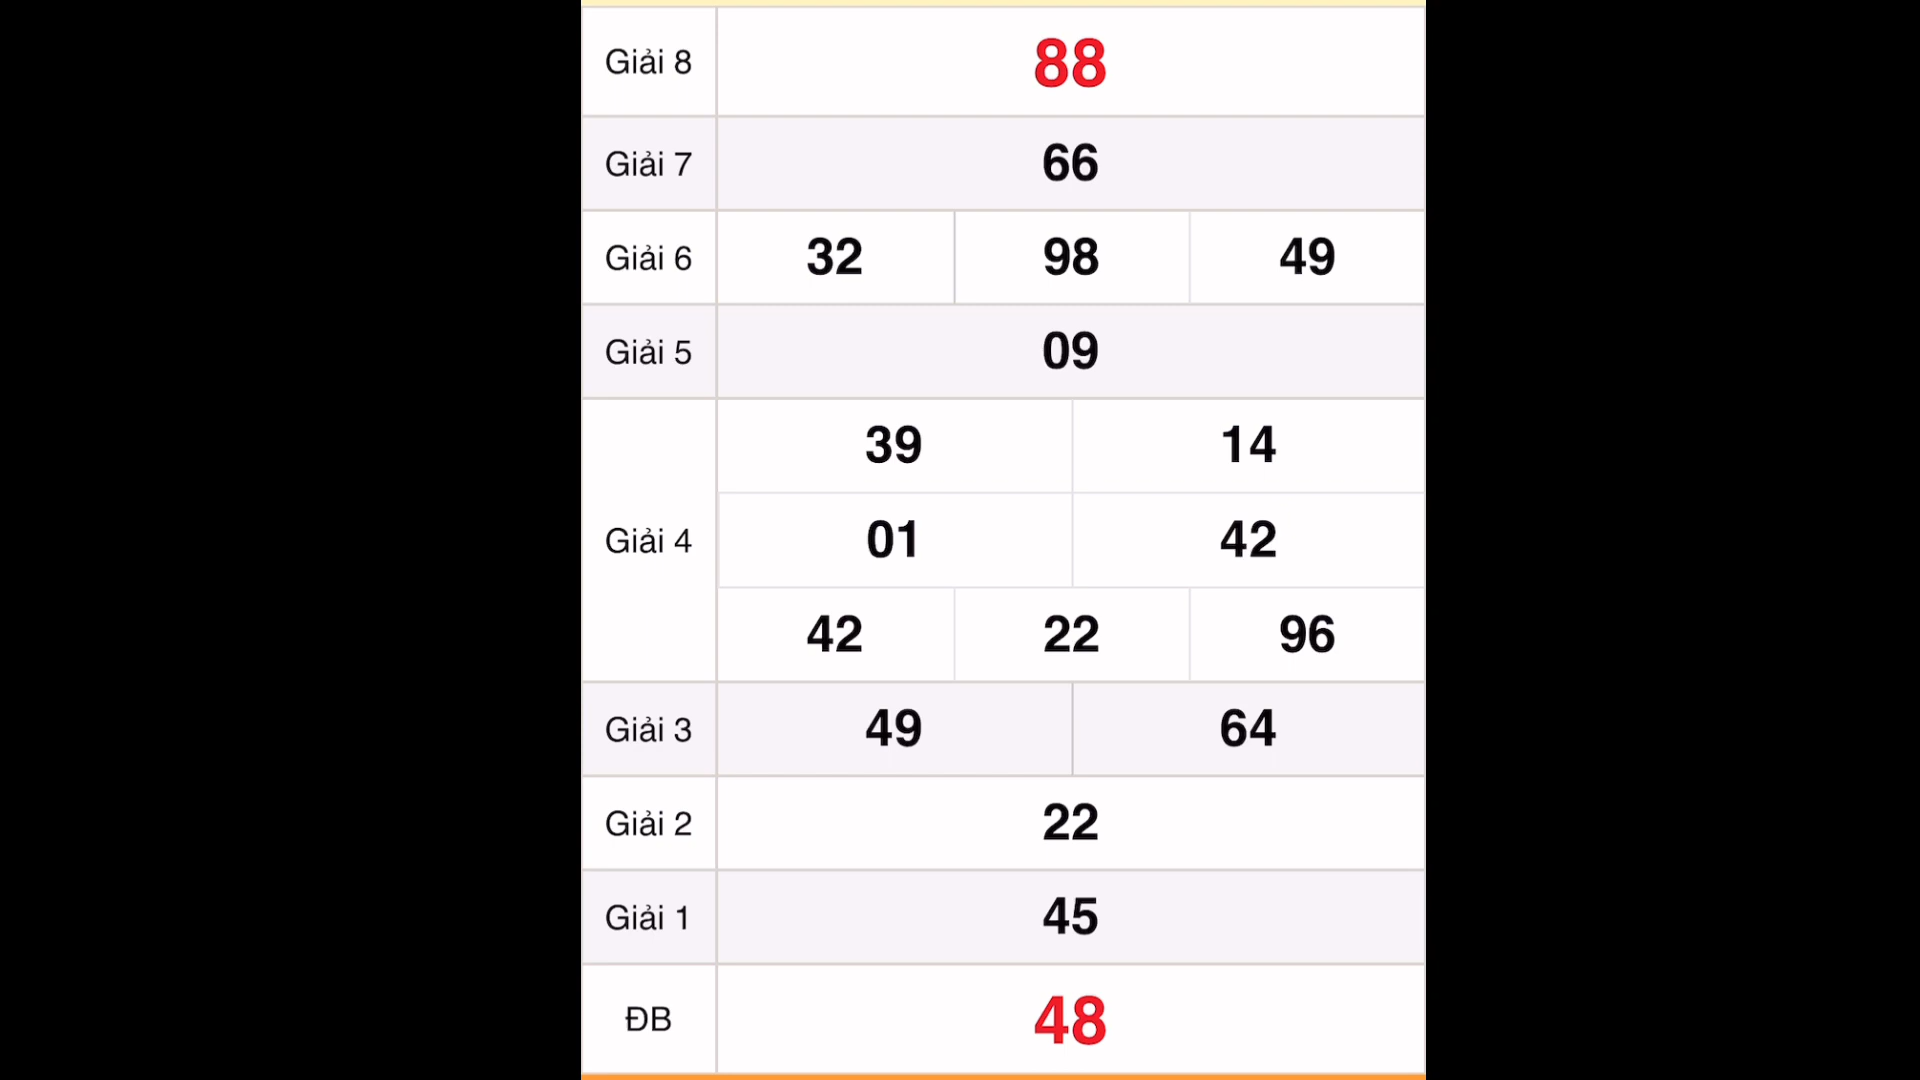 Giải 8 88
Giải 7 66
Giải 6 32 98 49
Giải 5 09
39 14
Giải 4 01 42
42 22 96
Giải 3 49 64
Giải 2 22
Giải 1 45
ĐB 48